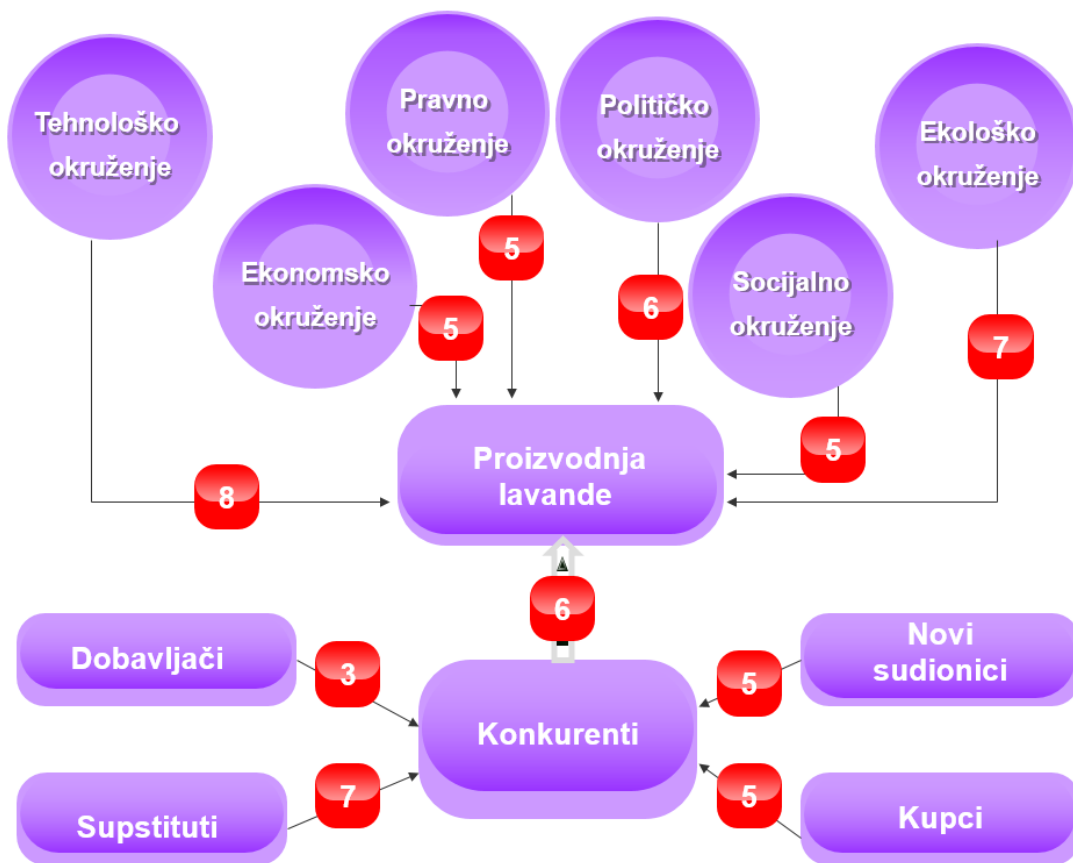 Tehnološko
okruženje
Pravno
okruženje
Političko
okruženje
Ekološko
okruženje
Ekonomsko
okruženje
Socijalno
okruženje
5
5
6
7
5
8
Proizvodnja
lavande
6
Dobavljači
3
Novi
sudionici
5
Konkurenti
Supstituti
7
5
Kupci